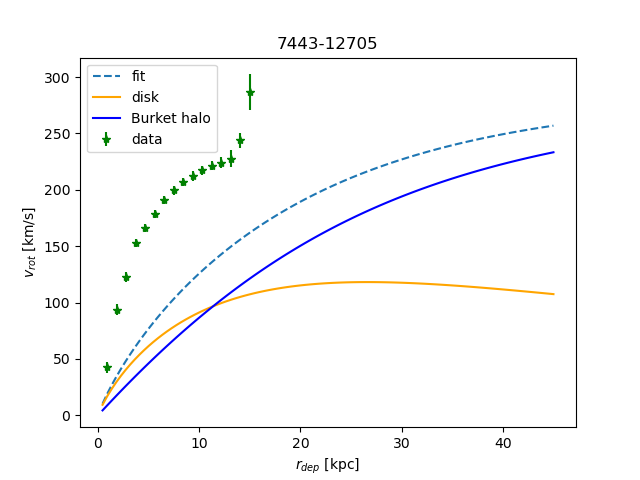 7443-12705
fit
disk
Burket halo
data
300
250
200
150
100
50
0
v_rot [km/s]
0 10 20 30 40
r_dep [kpc]